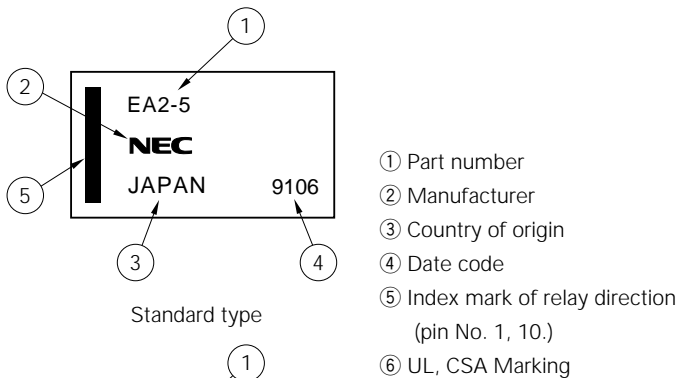 1
2
EA2-5
NEC
JAPAN 9106
5
3
4
Standard type
1
① Part number
② Manufacturer
③ Country of origin
④ Date code
⑤ Index mark of relay direction
(pin No. 1, 10.)
⑥ UL, CSA Marking